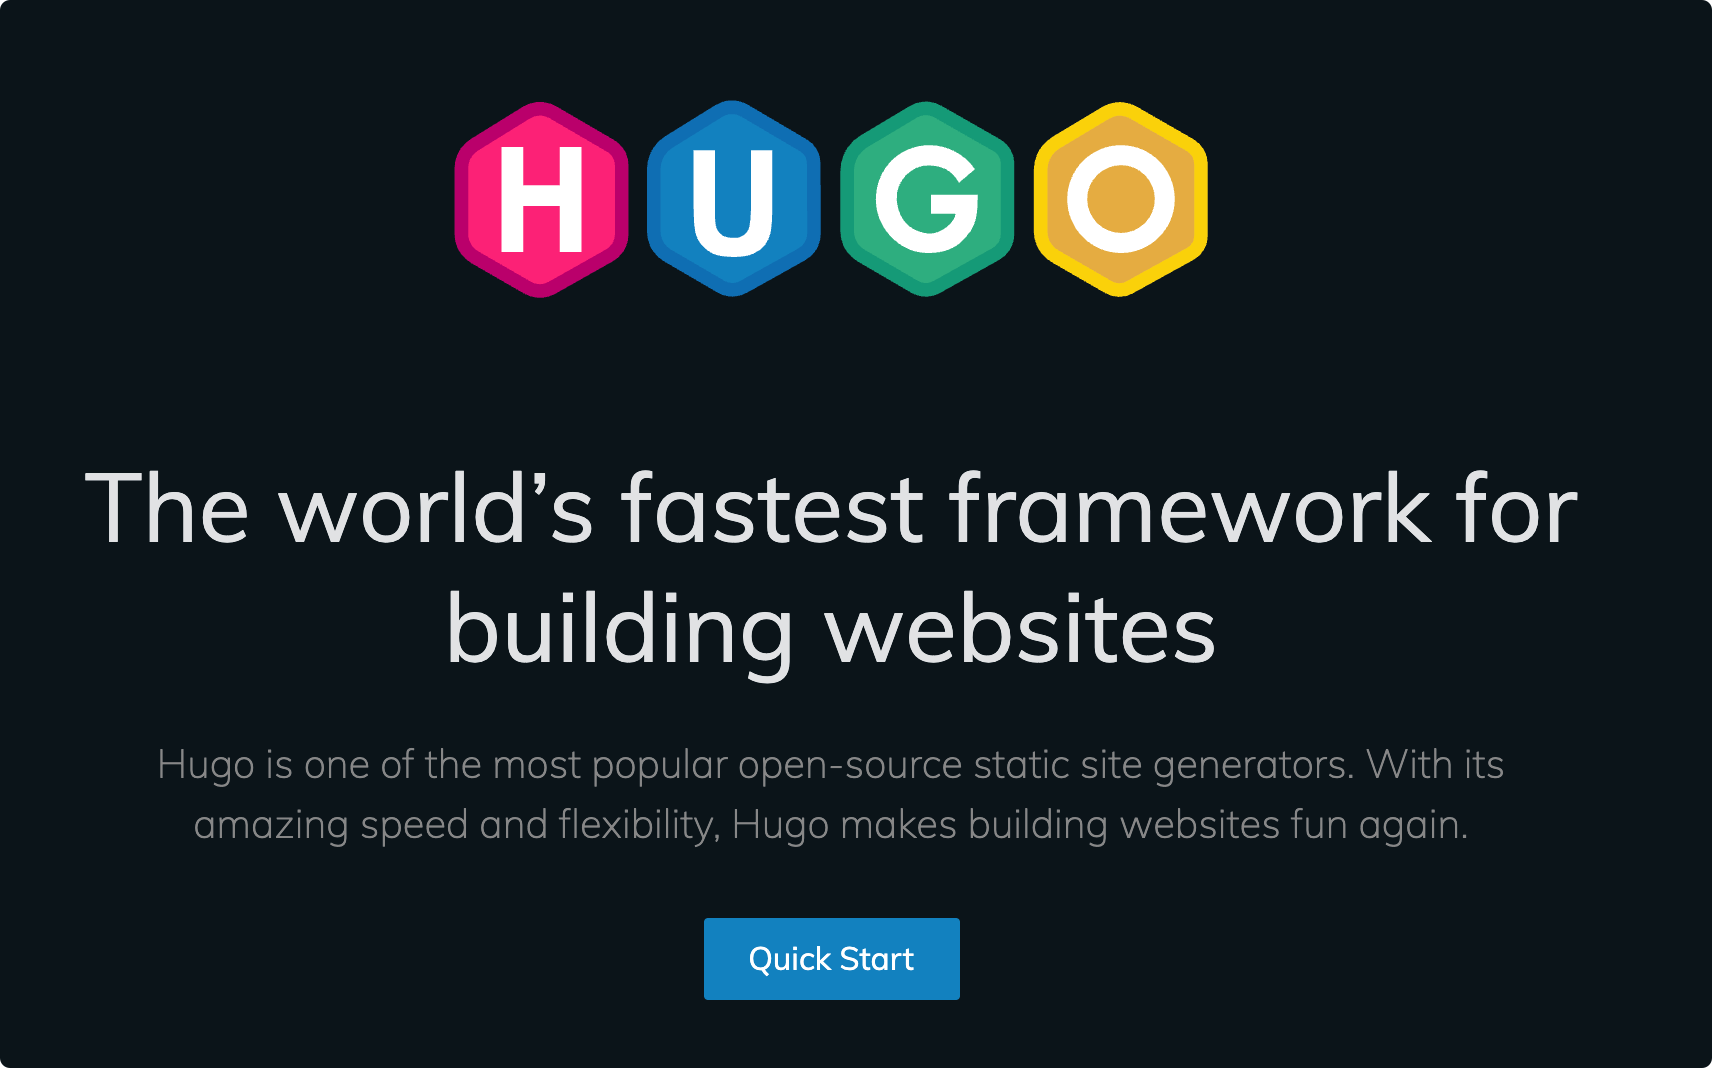 HUGO
The world’s fastest framework for
building websites
Hugo is one of the most popular open-source static site generators. With its
amazing speed and flexibility, Hugo makes building websites fun again.
Quick Start